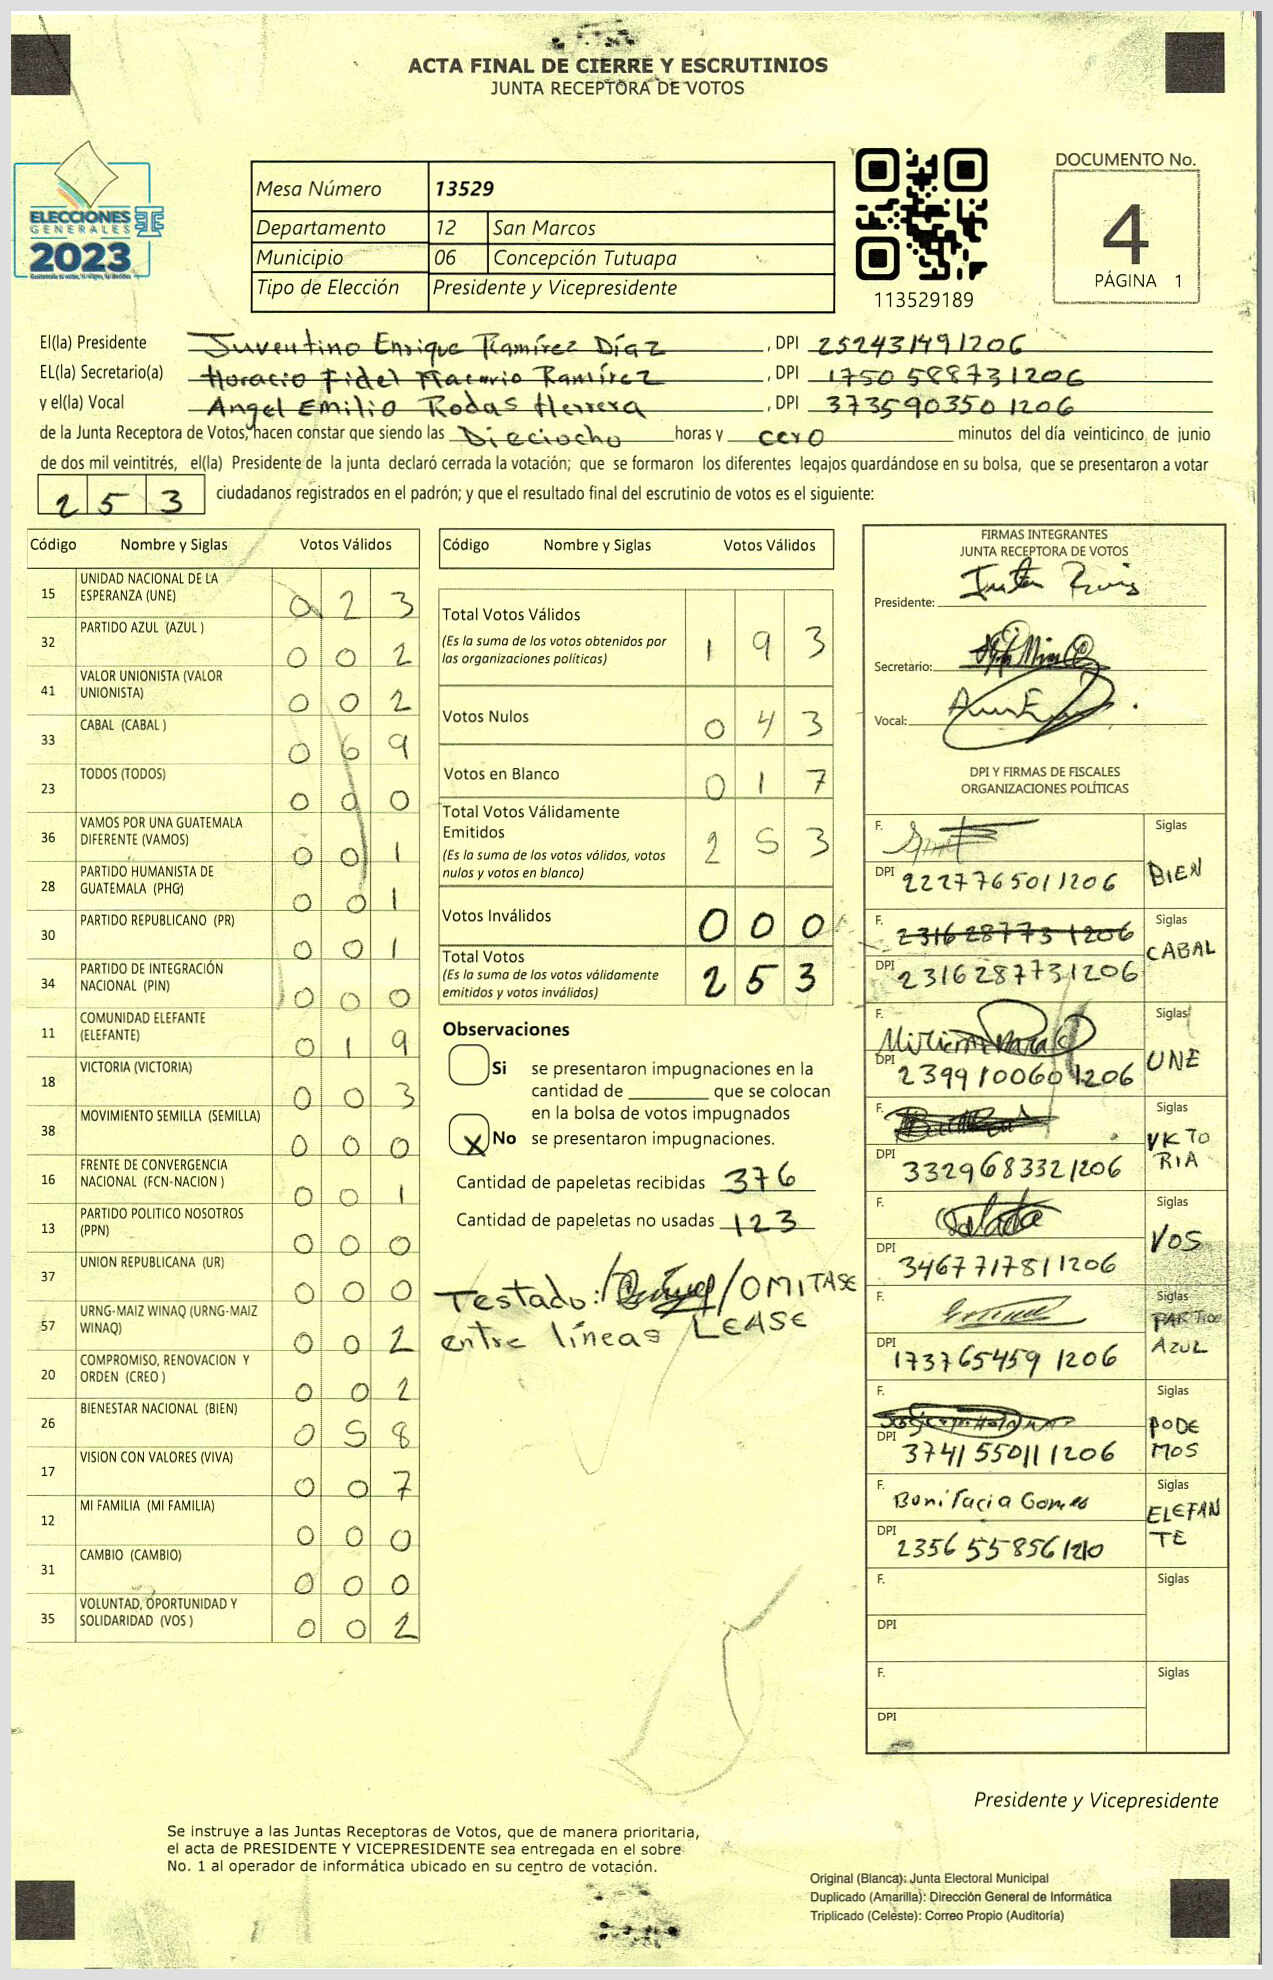 ACTA FINAL DE CIERRE Y ESCRUTINIOS
JUNTA RECEPTORA DE VOTOS
ELECCIONES
GENERALES
2023
Mesa Número 13529
Departamento 12 San Marcos
Municipio 06 Concepción Tutuapa
Tipo de Elección Presidente y Vicepresidente
113529189
DOCUMENTO No.
4
PÁGINA 1
El(la) Presidente Juventino Enrique Ramírez Díaz , DPI 252431491206
EL(la) Secretario(a) Horacio Fidel Macario Ramírez , DPI 1750588731206
y el(la) Vocal Angel Emilio Rodas Herrera , DPI 3735903501206
de la Junta Receptora de Votos, hacen constar que siendo las Dieciocho horas y cero minutos del día veinticinco de junio
de dos mil veintitrés, el(la) Presidente de la junta declaró cerrada la votación; que se formaron los diferentes legajos guardándose en su bolsa, que se presentaron a votar
253 ciudadanos registrados en el padrón; y que el resultado final del escrutinio de votos es el siguiente:
Código Nombre y Siglas Votos Válidos
15 UNIDAD NACIONAL DE LA
ESPERANZA (UNE) 0 2 3
32 PARTIDO AZUL (AZUL ) 0 0 2
41 VALOR UNIONISTA (VALOR
UNIONISTA) 0 0 2
33 CABAL (CABAL ) 0 6 9
23 TODOS (TODOS) 0 0 0
36 VAMOS POR UNA GUATEMALA
DIFERENTE (VAMOS) 0 0 1
28 PARTIDO HUMANISTA DE
GUATEMALA (PHG) 0 0 1
30 PARTIDO REPUBLICANO (PR) 0 0 1
34 PARTIDO DE INTEGRACIÓN
NACIONAL (PIN) 0 0 0
11 COMUNIDAD ELEFANTE
(ELEFANTE) 0 1 9
18 VICTORIA (VICTORIA) 0 0 3
38 MOVIMIENTO SEMILLA (SEMILLA) 0 0 0
16 FRENTE DE CONVERGENCIA
NACIONAL (FCN-NACION ) 0 0 1
13 PARTIDO POLITICO NOSOTROS
(PPN) 0 0 0
37 UNION REPUBLICANA (UR) 0 0 0
57 URNG-MAIZ WINAQ (URNG-MAIZ
WINAQ) 0 0 2
20 COMPROMISO, RENOVACION Y
ORDEN (CREO ) 0 0 2
26 BIENESTAR NACIONAL (BIEN) 0 5 8
17 VISION CON VALORES (VIVA) 0 0 7
12 MI FAMILIA (MI FAMILIA) 0 0 0
31 CAMBIO (CAMBIO) 0 0 0
35 VOLUNTAD, OPORTUNIDAD Y
SOLIDARIDAD (VOS ) 0 0 2
Código Nombre y Siglas Votos Válidos
Total Votos Válidos
(Es la suma de los votos obtenidos por
las organizaciones políticas) 1 9 3
Votos Nulos 0 4 3
Votos en Blanco 0 1 7
Total Votos Válidamente
Emitidos
(Es la suma de los votos válidos, votos
nulos y votos en blanco) 2 5 3
Votos Inválidos 0 0 0
Total Votos
(Es la suma de los votos válidamente
emitidos y votos inválidos) 2 5 3
Observaciones
Si se presentaron impugnaciones en la
cantidad de ________ que se colocan
en la bolsa de votos impugnados
X No se presentaron impugnaciones.
Cantidad de papeletas recibidas 376
Cantidad de papeletas no usadas 123
Testado: / / OMITASE
entre líneas LEASE
FIRMAS INTEGRANTES
JUNTA RECEPTORA DE VOTOS
Presidente:
Secretario:
Vocal:
DPI Y FIRMAS DE FISCALES
ORGANIZACIONES POLÍTICAS
F. Siglas
DPI 2227765011206 BIEN
F. 2316287731206 Siglas
DPI 2316287731206 CABAL
F. Siglas
DPI 2399100601206 UNE
F. Siglas
DPI 3329683321206 VKTO
RIA
F. Siglas
DPI 3467717811206 VOS
F. Siglas
PARTIDO
DPI 1737654591206 AZUL
F. Siglas
DPI 3741550111206 PODE
MOS
F. Bonifacia Gomes Siglas
DPI 2356558561210 ELEFAN
TE
F. Siglas
DPI
F. Siglas
DPI
Presidente y Vicepresidente
Se instruye a las Juntas Receptoras de Votos, que de manera prioritaria,
el acta de PRESIDENTE Y VICEPRESIDENTE sea entregada en el sobre
No. 1 al operador de informática ubicado en su centro de votación.
Original (Blanca): Junta Electoral Municipal
Duplicado (Amarilla): Dirección General de Informática
Triplicado (Celeste): Correo Propio (Auditoría)